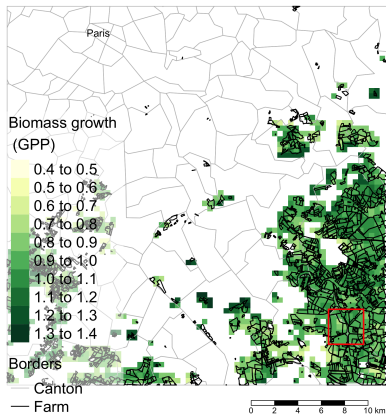 Paris
Biomass growth
(GPP)
0.4 to 0.5
0.5 to 0.6
0.6 to 0.7
0.7 to 0.8
0.8 to 0.9
0.9 to 1.0
1.0 to 1.1
1.1 to 1.2
1.2 to 1.3
1.3 to 1.4
Borders
Canton
Farm
0 2 4 6 8 10 km